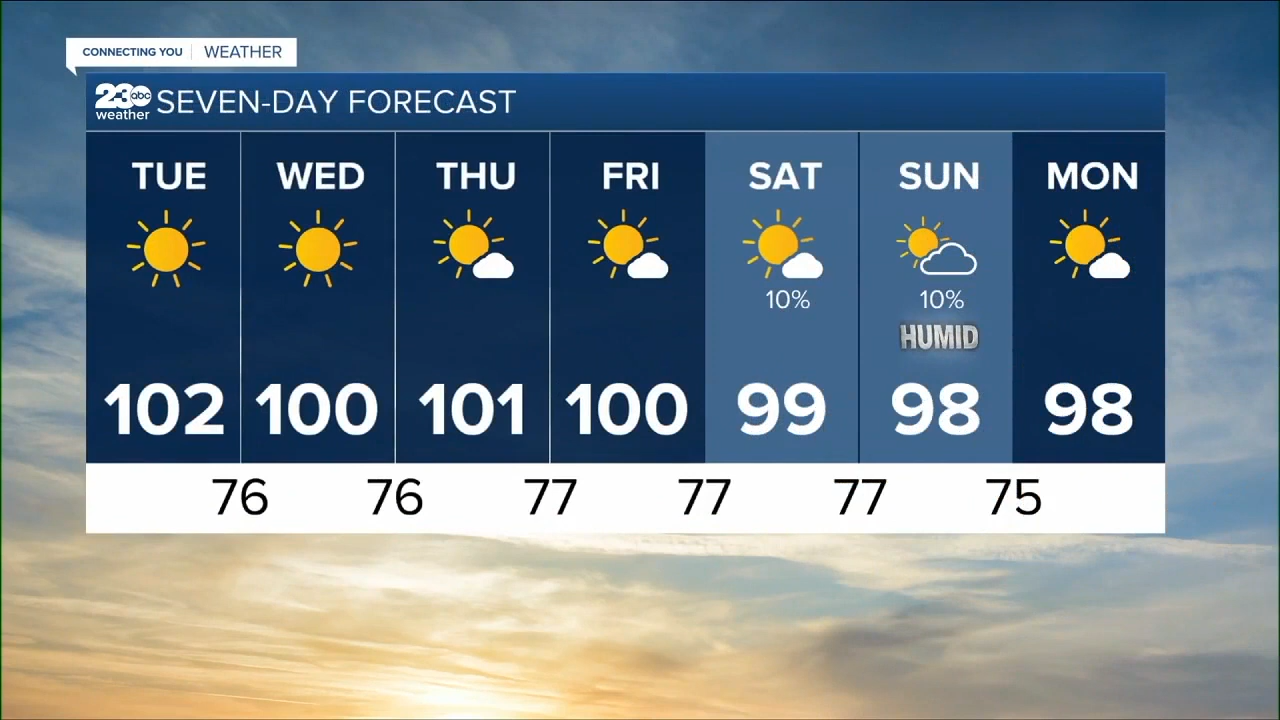 CONNECTING YOU WEATHER
23 abc
weather
SEVEN-DAY FORECAST
TUE WED THU FRI SAT SUN MON
10% 10%
HUMID
102 100 101 100 99 98 98
76 76 77 77 77 75